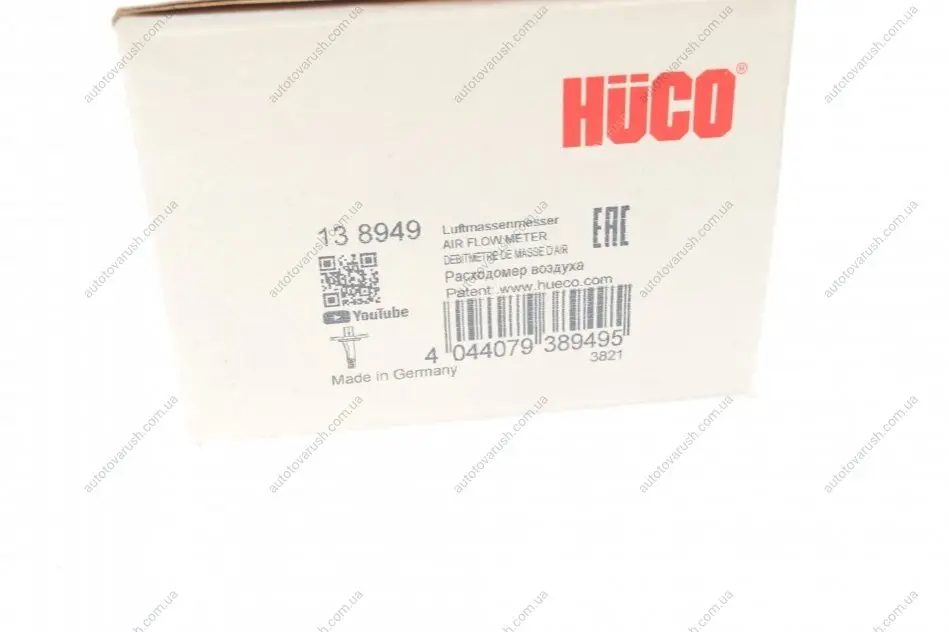 HÜCO®
13 8949
Luftmassenmesser
AIR FLOW METER
DEBITMETRE DE MASSE D'AIR
Расходомер воздуха
Patent: www.hueco.com
EAC
YouTube
4 044079 389495
3821
Made in Germany
autotovarush.com.ua